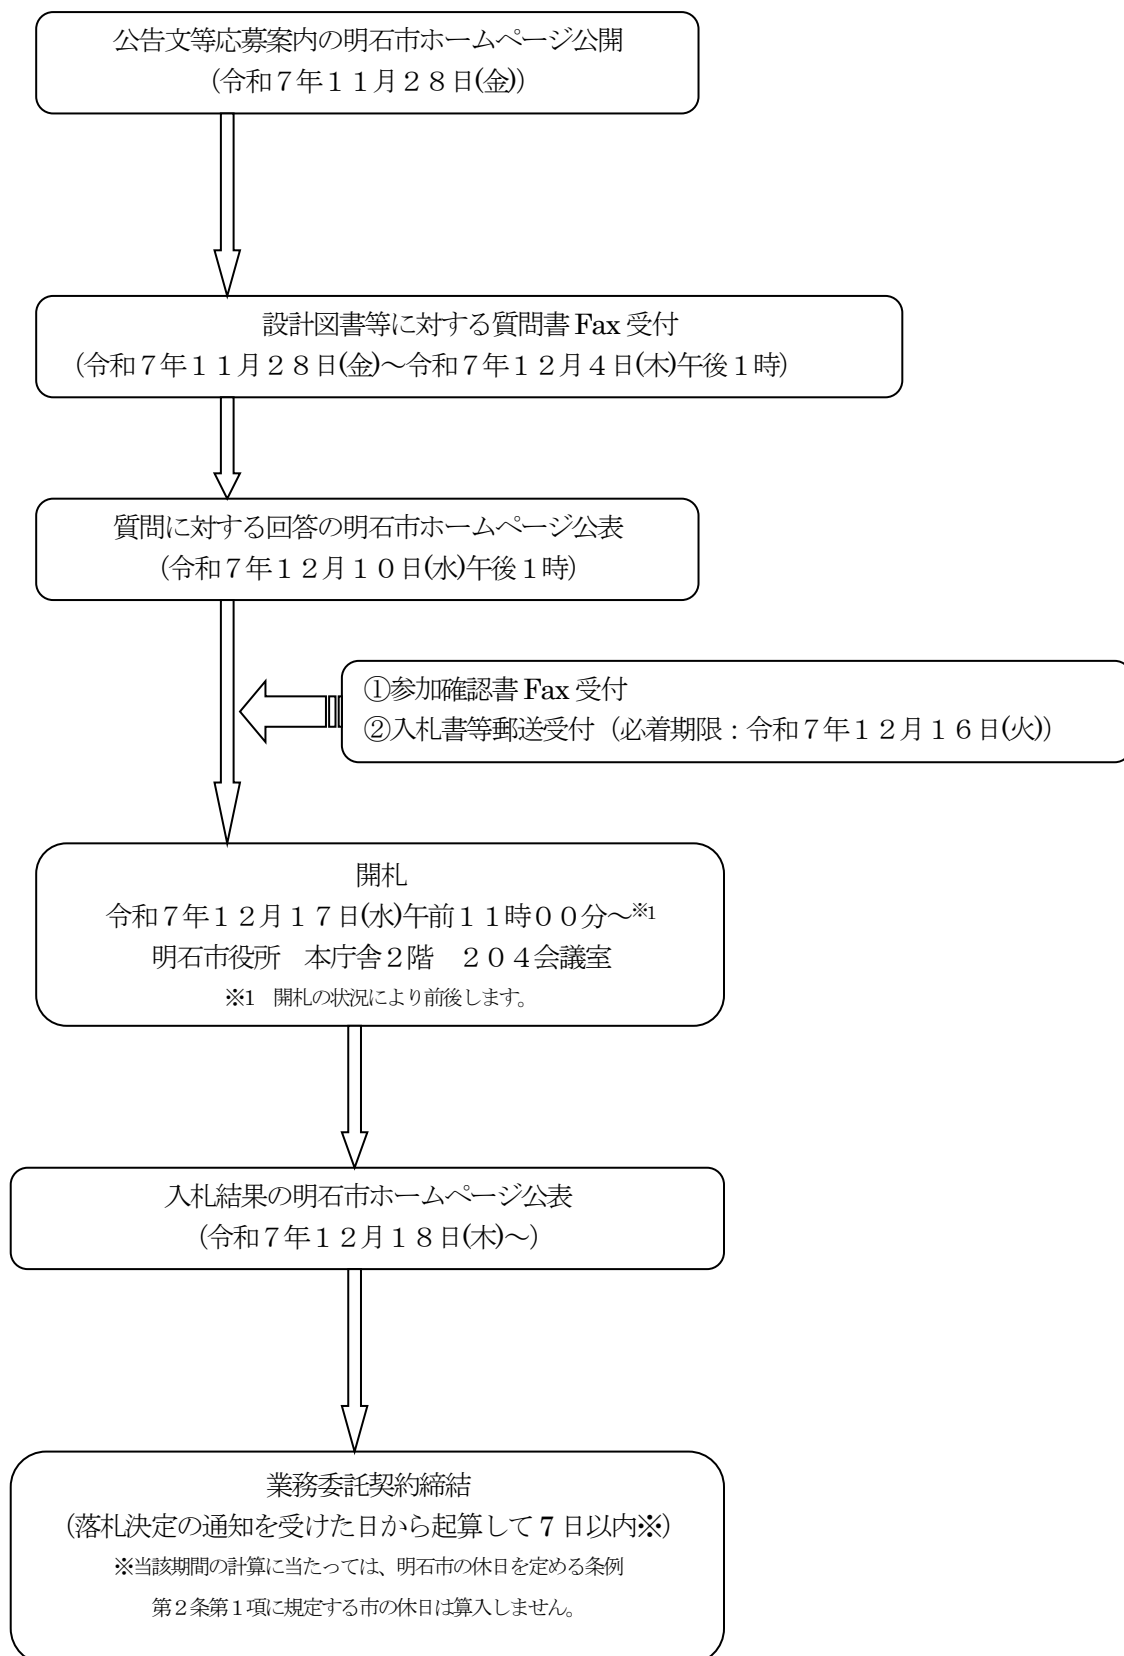 公告文等応募案内の明石市ホームページ公開
（令和７年１１月２８日(金)）
設計図書等に対する質問書 Fax 受付
（令和７年１１月２８日(金)～令和７年１２月４日(木)午後１時）
質問に対する回答の明石市ホームページ公表
（令和７年１２月１０日(水)午後１時）
①参加確認書 Fax 受付
②入札書等郵送受付（必着期限：令和７年１２月１６日(火)）
開札
令和７年１２月１７日(水)午前１１時００分～※1
明石市役所　本庁舎２階　２０４会議室
※1　開札の状況により前後します。
入札結果の明石市ホームページ公表
（令和７年１２月１８日(木)～）
業務委託契約締結
（落札決定の通知を受けた日から起算して 7 日以内※）
※当該期間の計算に当たっては、明石市の休日を定める条例
第２条第１項に規定する市の休日は算入しません。